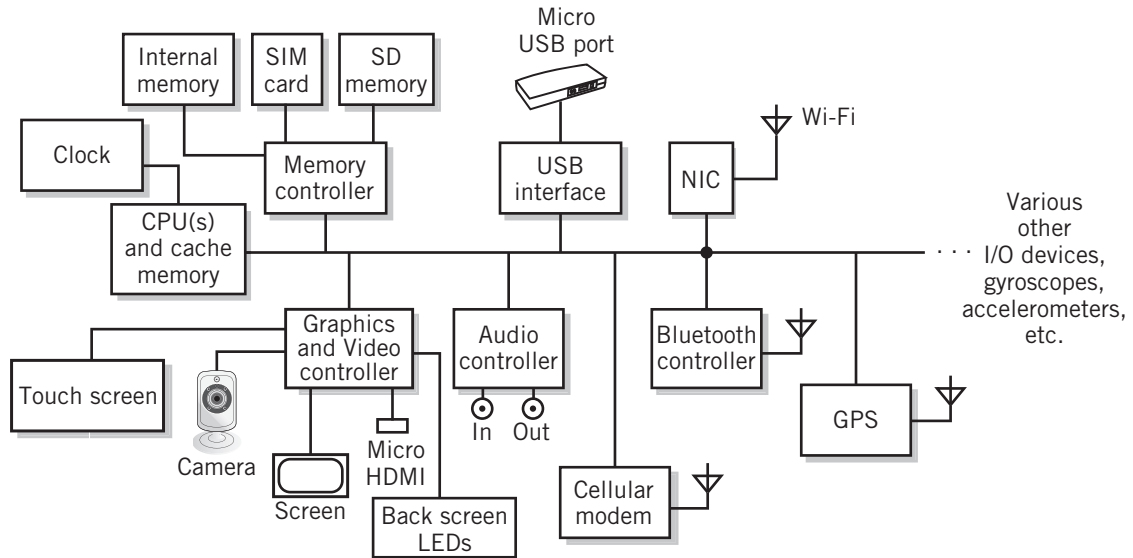 Micro
USB port
Internal
memory
SIM
card
SD
memory
Wi-Fi
Clock
Memory
controller
USB
interface
NIC
CPU(s)
and cache
memory
Various
other
· · · I/O devices,
gyroscopes,
accelerometers,
etc.
Graphics
and Video
controller
Audio
controller
Bluetooth
controller
Touch screen
GPS
In Out
Camera
Micro
HDMI
Screen
Back screen
LEDs
Cellular
modem